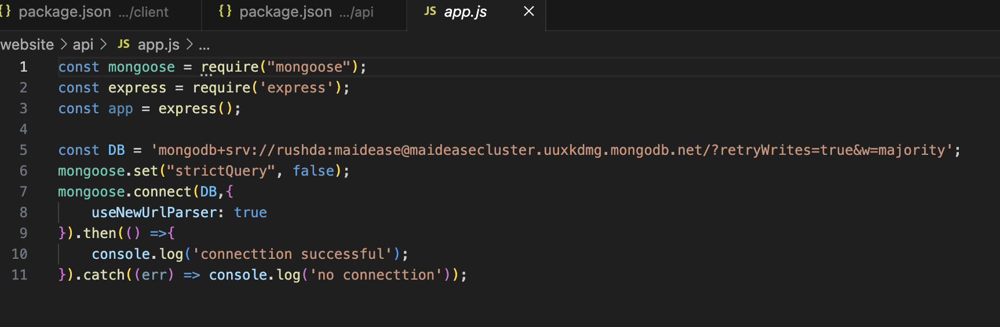 {} package.json .../client {} package.json .../api JS app.js
website > api > JS app.js > ...
1 const mongoose = require("mongoose");
2 const express = require('express');
3 const app = express();
4
5 const DB = 'mongodb+srv://rushda:maidease@maideasecluster.uuxkdmg.mongodb.net/?retryWrites=true&w=majority';
6 mongoose.set("strictQuery", false);
7 mongoose.connect(DB,{
8 useNewUrlParser: true
9 }).then(() =>{
10 console.log('connecttion successful');
11 }).catch((err) => console.log('no connecttion'));